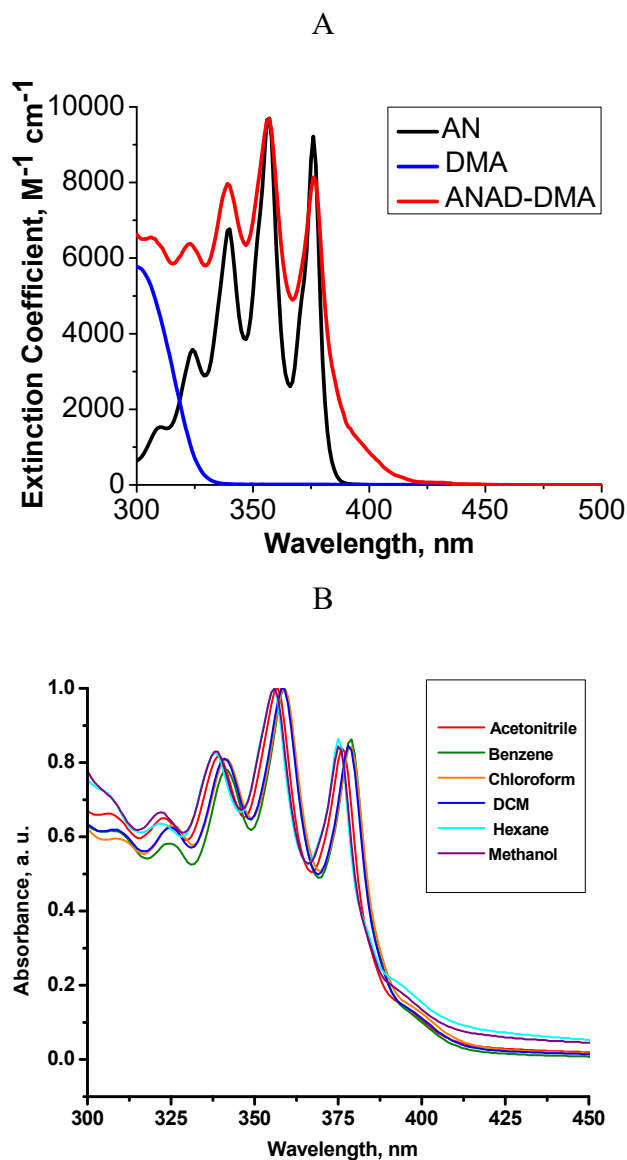 A
Extinction Coefficient, M⁻¹ cm⁻¹
10000
8000
6000
4000
2000
0
AN
DMA
ANAD-DMA
300 350 400 450 500
Wavelength, nm
B
Absorbance, a. u.
1.0
0.8
0.6
0.4
0.2
0.0
Acetonitrile
Benzene
Chloroform
DCM
Hexane
Methanol
300 325 350 375 400 425 450
Wavelength, nm